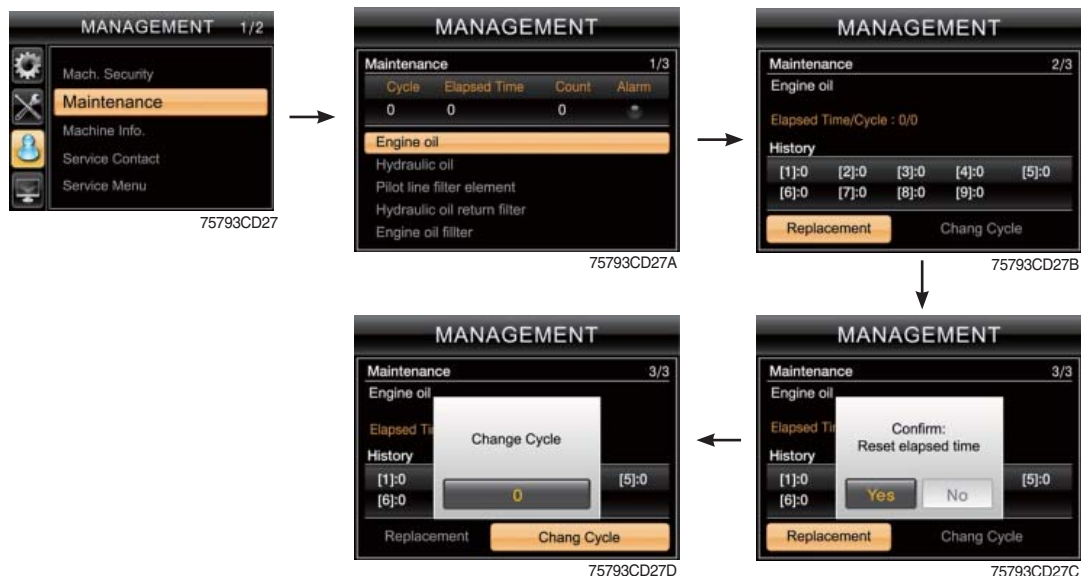 MANAGEMENT 1/2
Mach. Security
Maintenance
Machine Info.
Service Contact
Service Menu
75793CD27
MANAGEMENT
Maintenance 1/3
Cycle Elapsed Time Count Alarm
0 0 0
Engine oil
Hydraulic oil
Pilot line filter element
Hydraulic oil return filter
Engine oil fillter
75793CD27A
MANAGEMENT
Maintenance 2/3
Engine oil
Elapsed Time/Cycle : 0/0
History
[1]:0 [2]:0 [3]:0 [4]:0 [5]:0
[6]:0 [7]:0 [8]:0 [9]:0
Replacement Chang Cycle
75793CD27B
MANAGEMENT
Maintenance 3/3
Engine oil
Elapsed Ti
Change Cycle
History
[1]:0 [5]:0
[6]:0
0
Replacement Chang Cycle
75793CD27D
MANAGEMENT
Maintenance 3/3
Engine oil
Elapsed Tir
Confirm:
Reset elapsed time
History
[1]:0 [5]:0
[6]:0
Yes No
Replacement Chang Cycle
75793CD27C